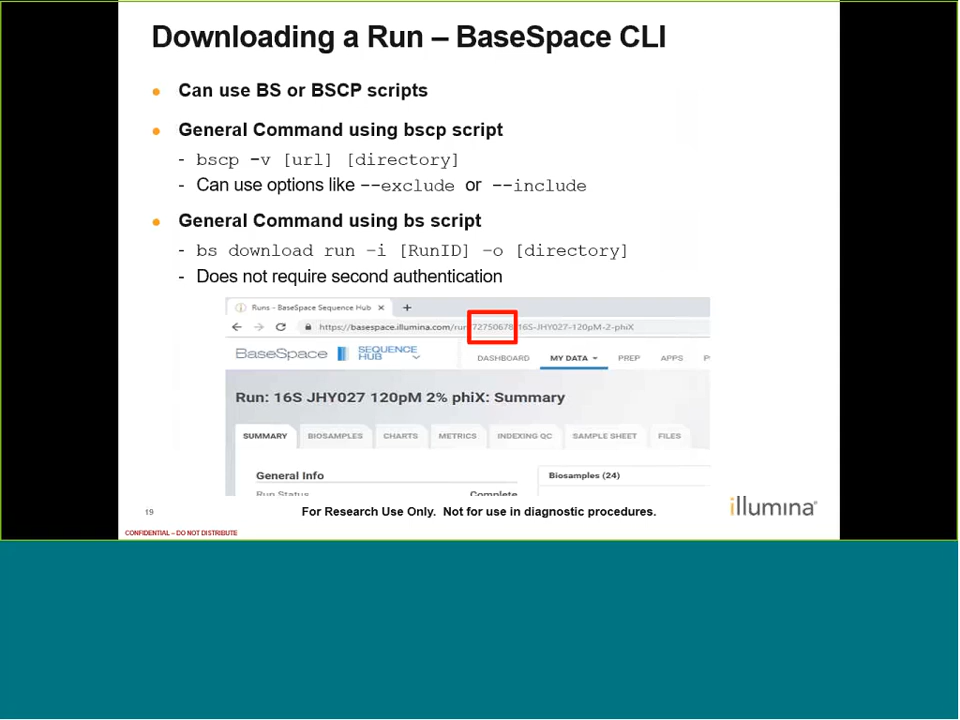 Downloading a Run – BaseSpace CLI
• Can use BS or BSCP scripts
• General Command using bscp script
- bscp -v [url] [directory]
- Can use options like --exclude or --include
• General Command using bs script
- bs download run –i [RunID] –o [directory]
- Does not require second authentication
Runs - BaseSpace Sequence Hub
https://basespace.illumina.com/run/72750678/16S-JHY027-120pM-2-phiX
BaseSpace SEQUENCE HUB
DASHBOARD MY DATA PREP APPS
Run: 16S JHY027 120pM 2% phiX: Summary
SUMMARY BIOSAMPLES CHARTS METRICS INDEXING QC SAMPLE SHEET FILES
General Info Biosamples (24)
Run Status Complete
19 For Research Use Only. Not for use in diagnostic procedures. illumina®
CONFIDENTIAL – DO NOT DISTRIBUTE